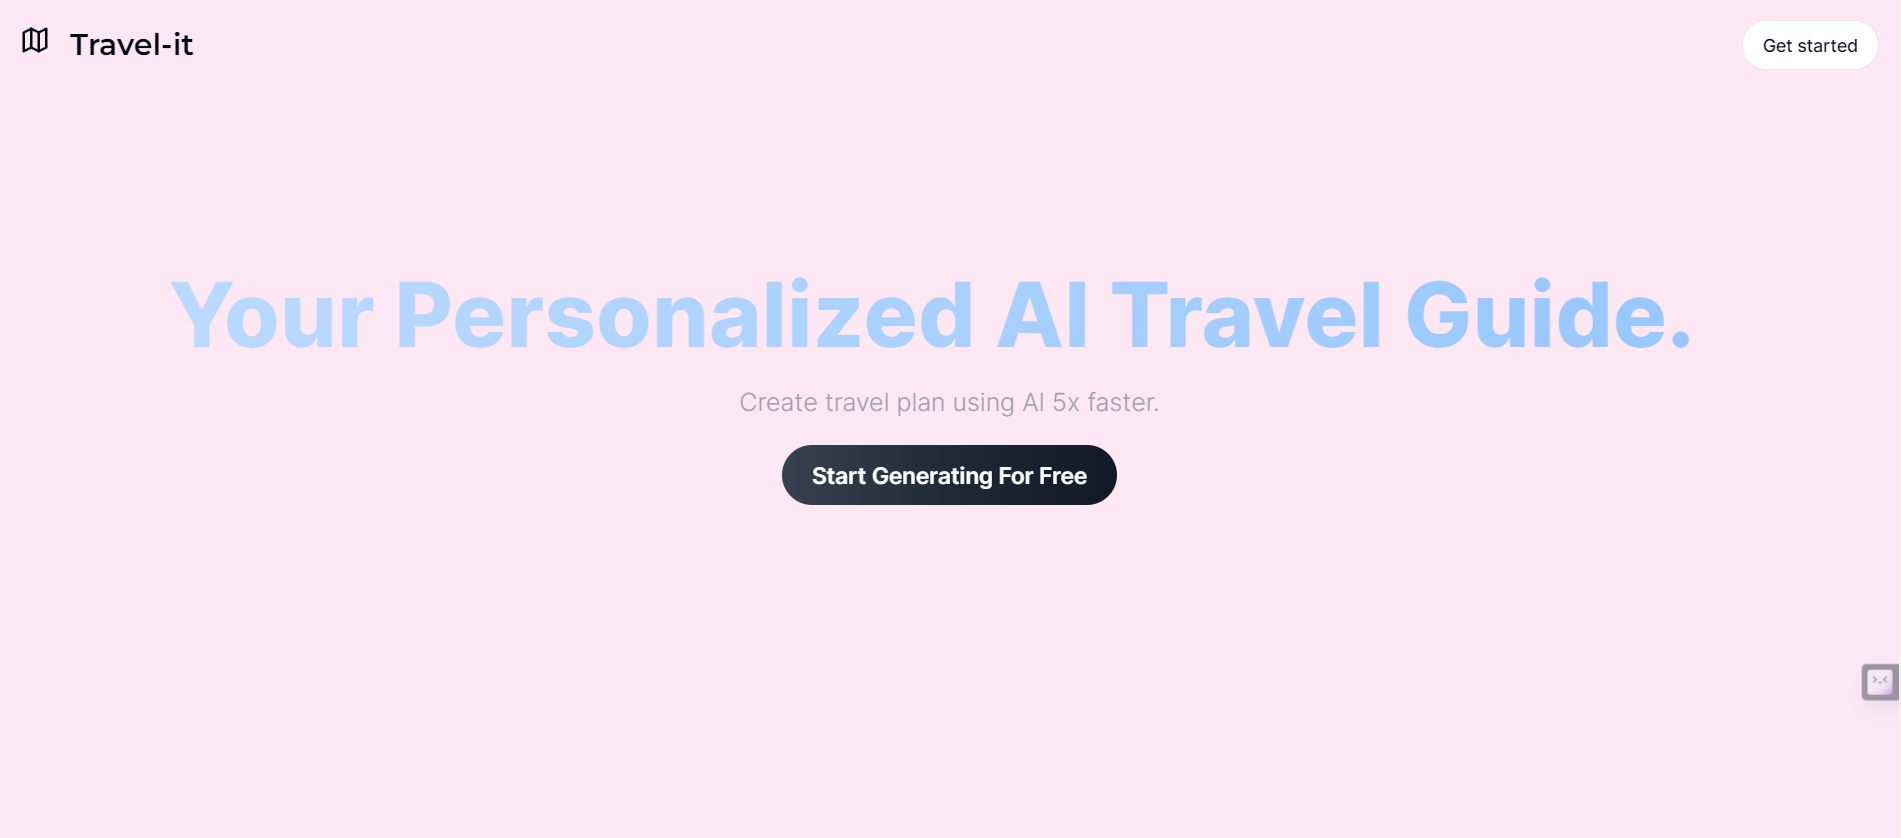 Travel-it
Get started
Your Personalized AI Travel Guide.
Create travel plan using AI 5x faster.
Start Generating For Free